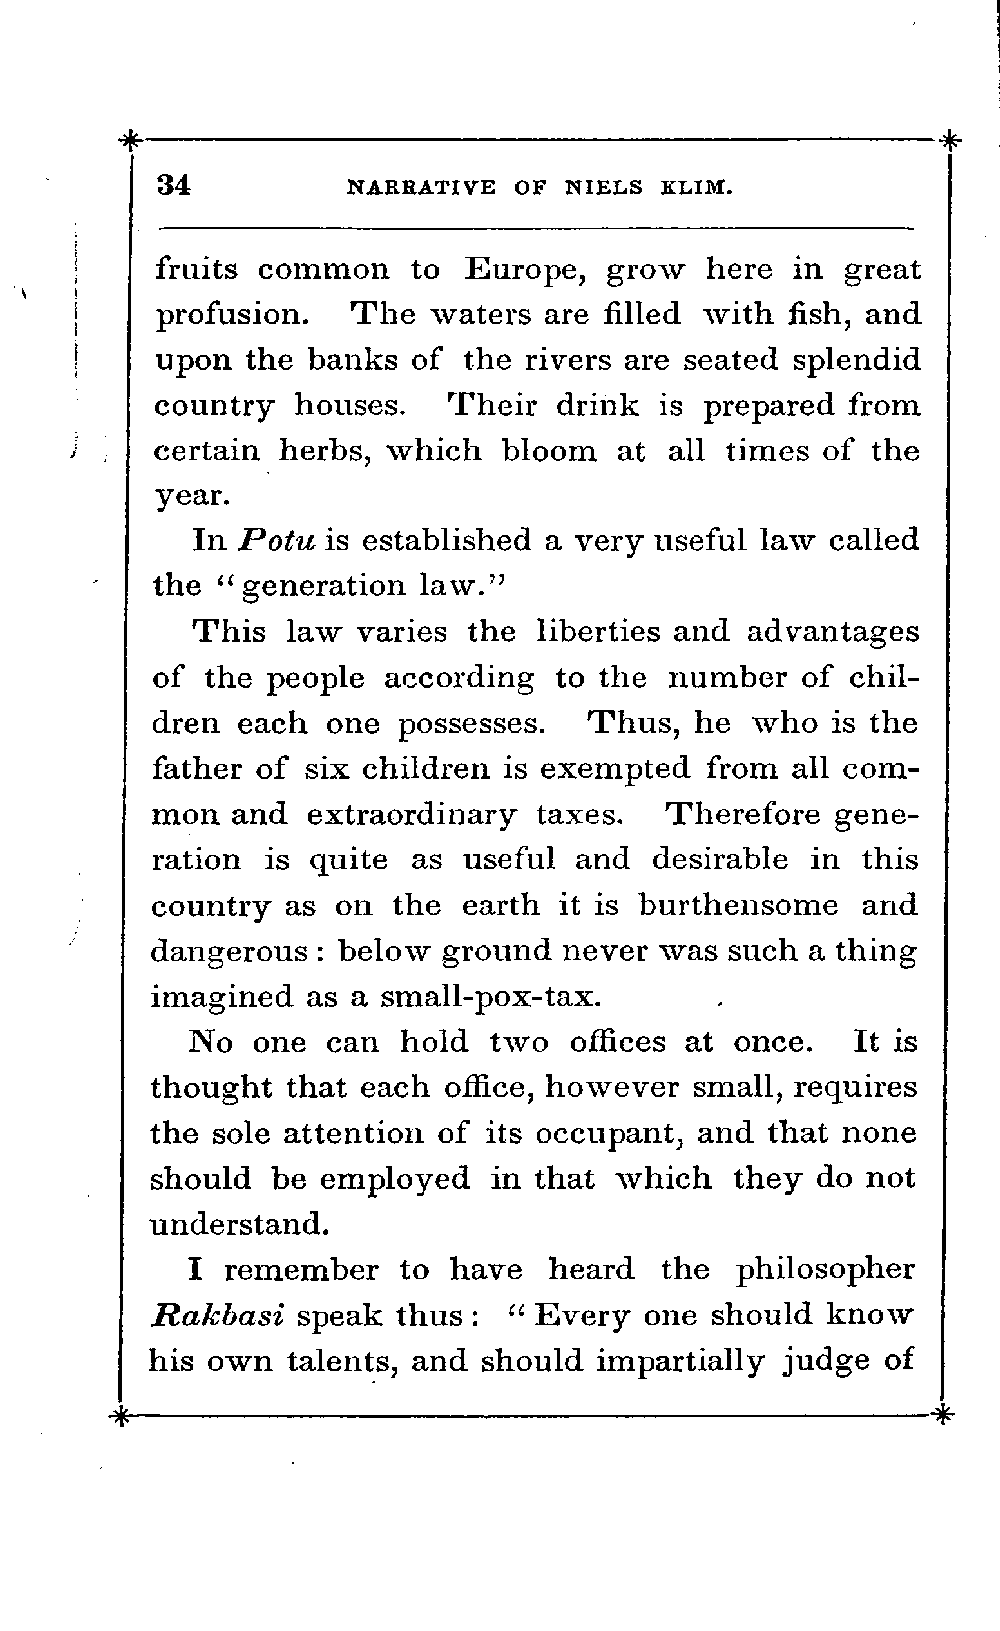 34 NARRATIVE OF NIELS KLIM.
fruits common to Europe, grow here in great
profusion. The waters are filled with fish, and
upon the banks of the rivers are seated splendid
country houses. Their drink is prepared from
certain herbs, which bloom at all times of the
year.
In Potu is established a very useful law called
the “generation law.”
This law varies the liberties and advantages
of the people according to the number of chil-
dren each one possesses. Thus, he who is the
father of six children is exempted from all com-
mon and extraordinary taxes. Therefore gene-
ration is quite as useful and desirable in this
country as on the earth it is burthensome and
dangerous : below ground never was such a thing
imagined as a small-pox-tax.
No one can hold two offices at once. It is
thought that each office, however small, requires
the sole attention of its occupant, and that none
should be employed in that which they do not
understand.
I remember to have heard the philosopher
Rakbasi speak thus : “Every one should know
his own talents, and should impartially judge of